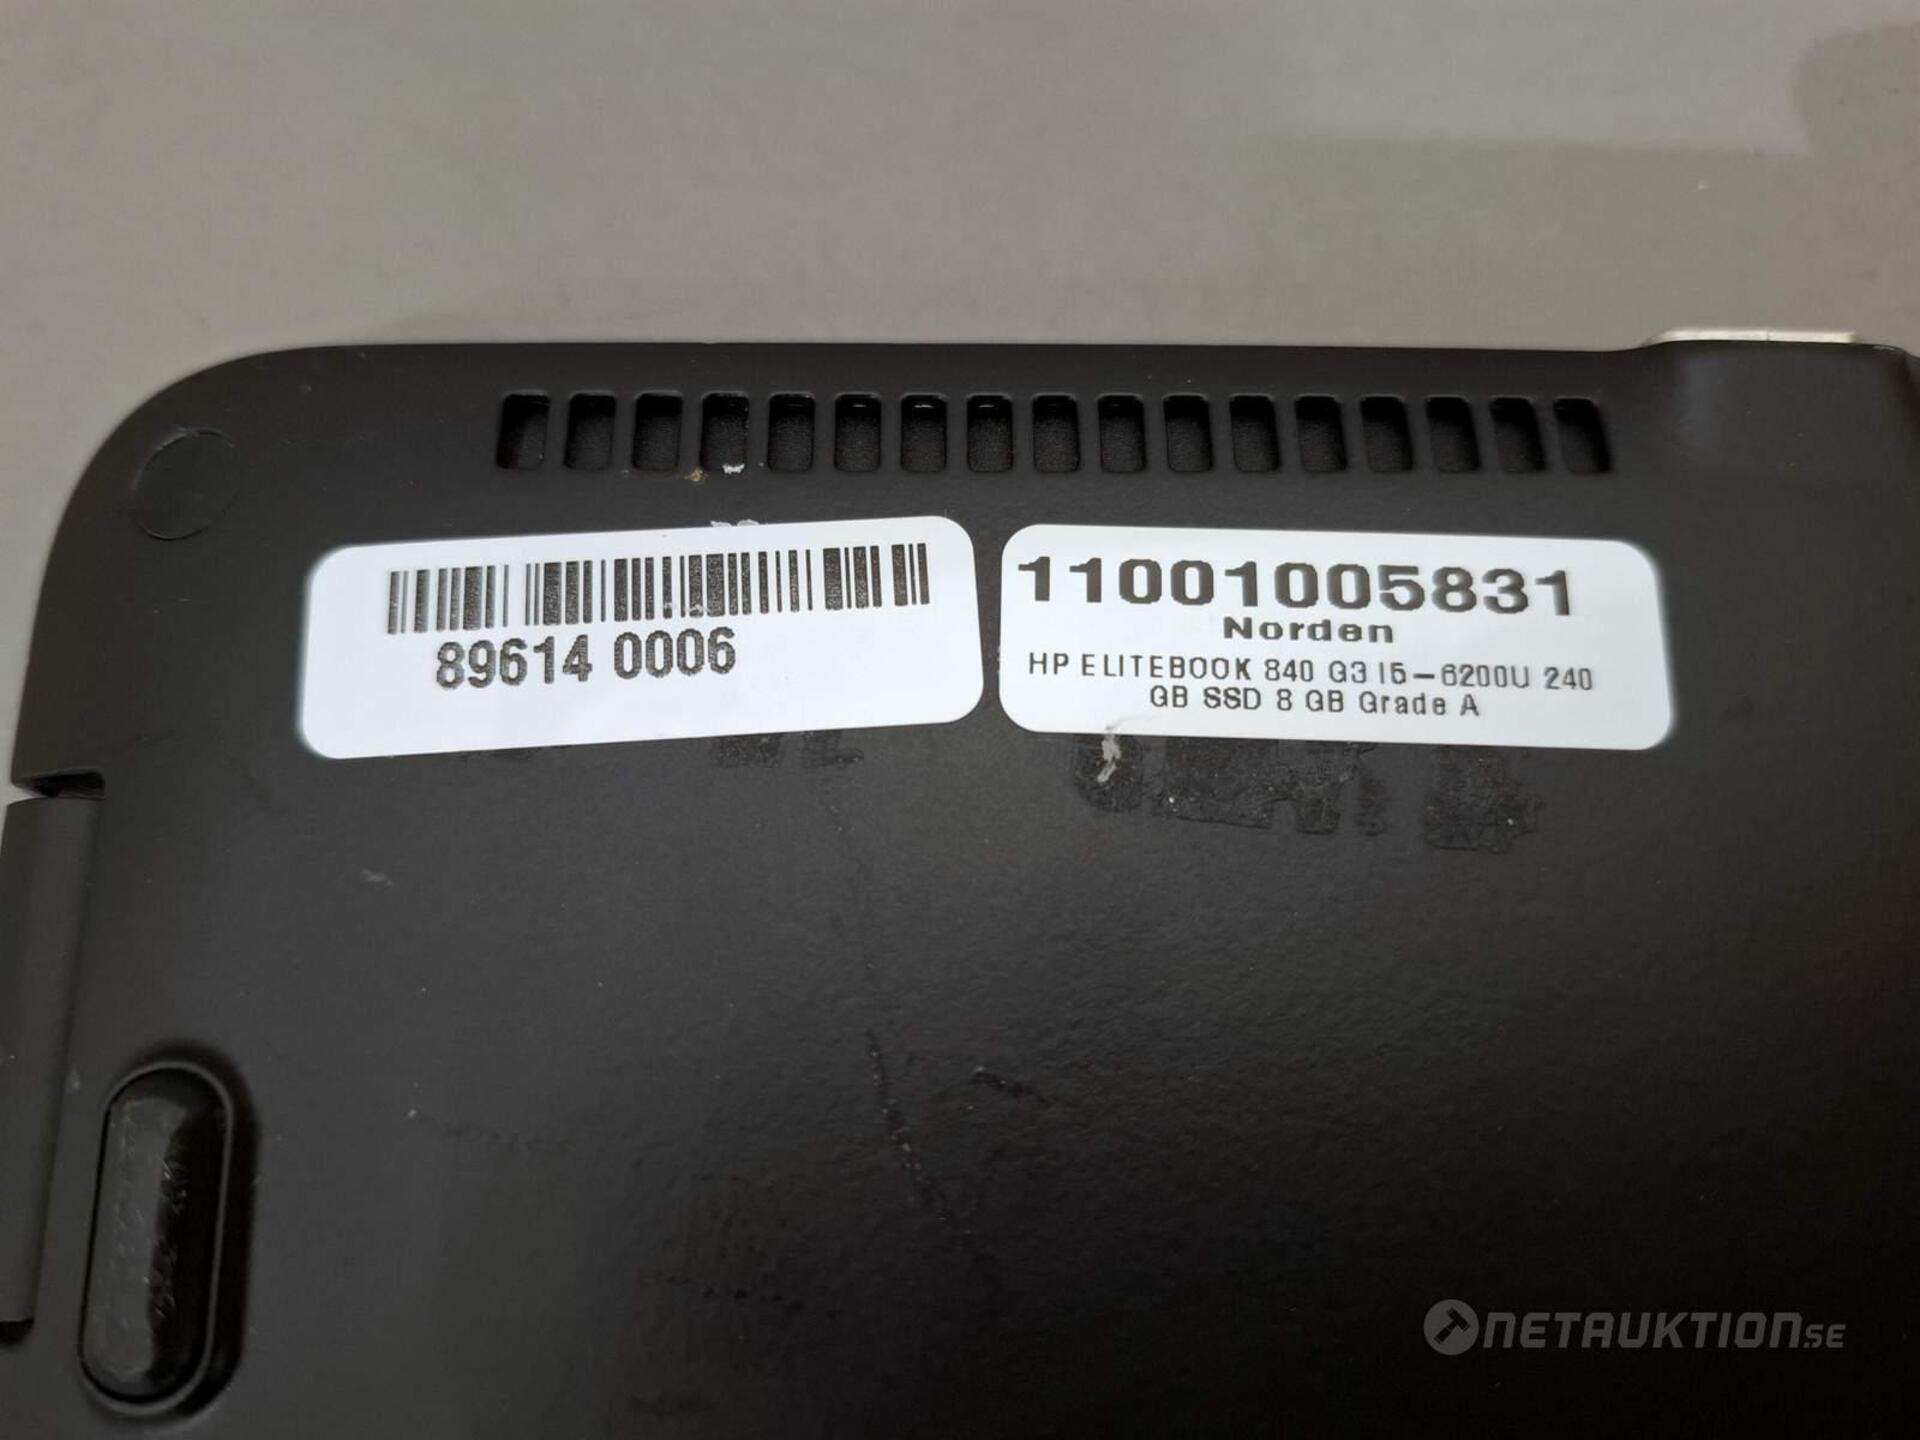 89614 0006
11001005831
Norden
HP ELITEBOOK 840 G3 I5-6200U 240
GB SSD 8 GB Grade A
NETAUKTION.SE